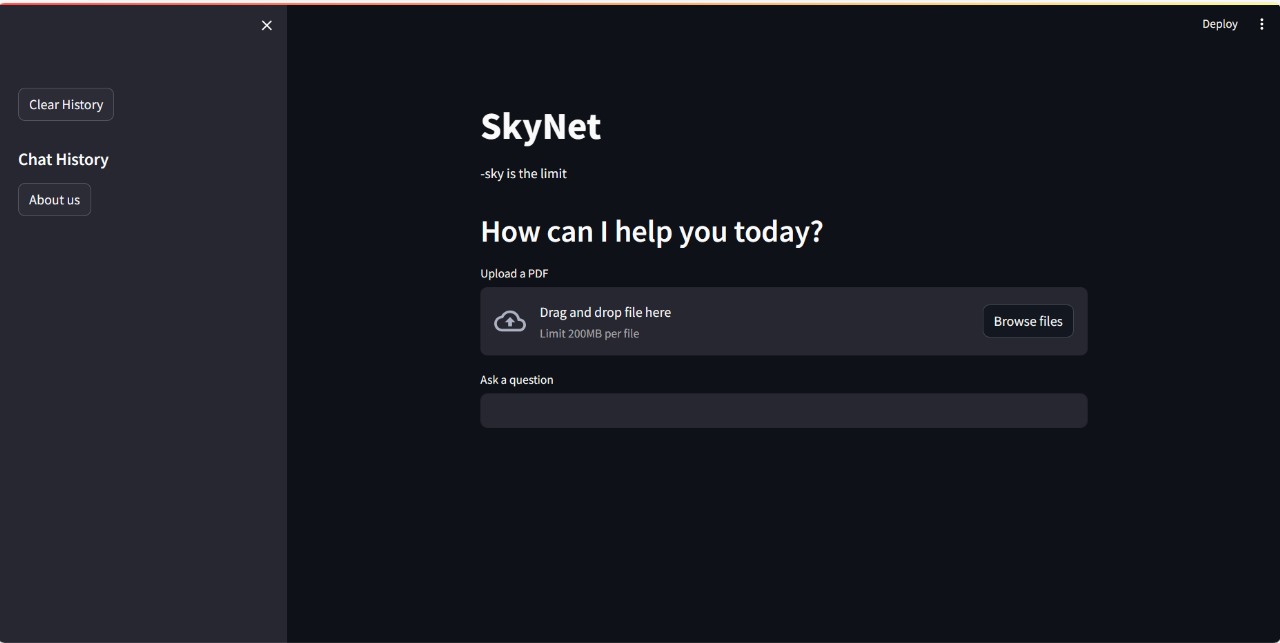 Deploy
Clear History
Chat History
About us
SkyNet
-sky is the limit
How can I help you today?
Upload a PDF
Drag and drop file here
Limit 200MB per file
Browse files
Ask a question